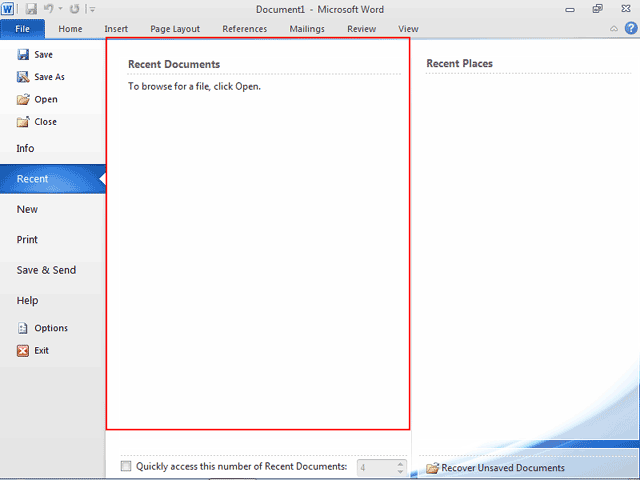 Document1 - Microsoft Word
File Home Insert Page Layout References Mailings Review View
Save
Save As
Open
Close
Info
Recent
New
Print
Save & Send
Help
Options
Exit
Recent Documents
To browse for a file, click Open.
Quickly access this number of Recent Documents: 4
Recent Places
Recover Unsaved Documents